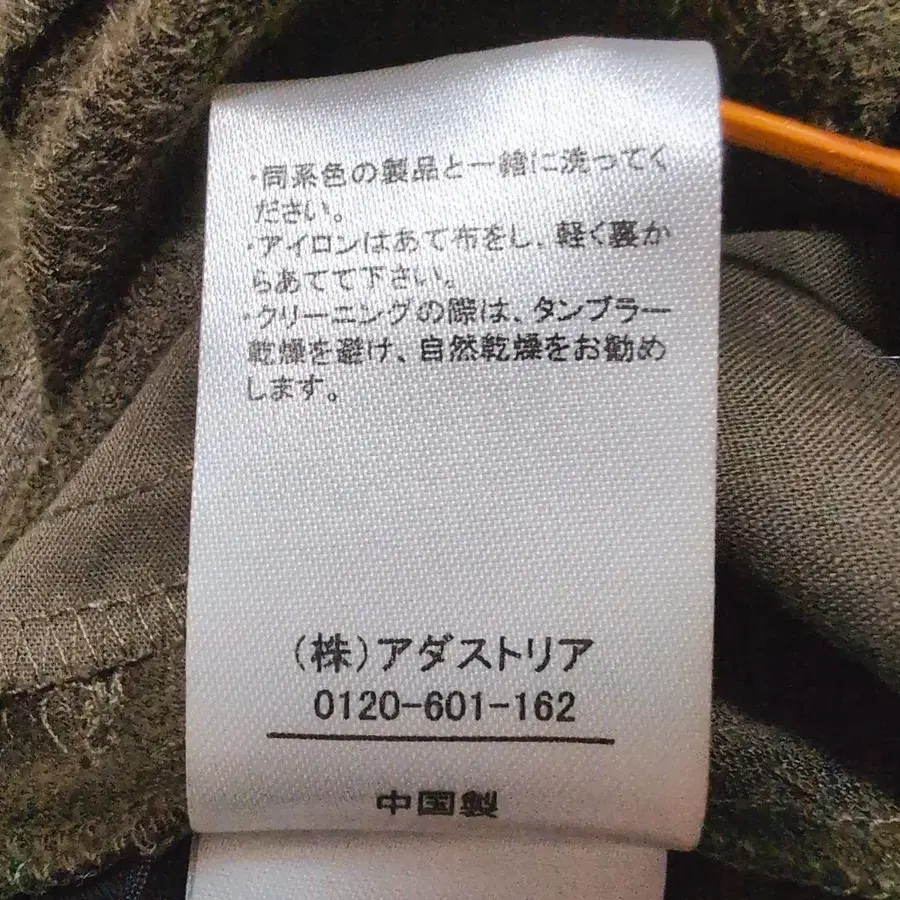 ・同系色の製品と一緒に洗ってく
ださい。
・アイロンはあて布をし、軽く裏か
らあてて下さい。
・クリーニングの際は、タンブラー
乾燥を避け、自然乾燥をお勧め
します。
(株)アダストリア
0120-601-162
中国製